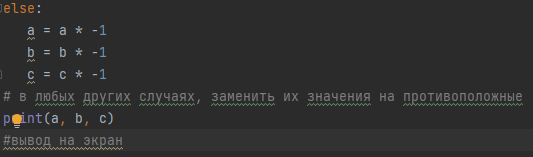 else:
    a = a * -1
    b = b * -1
    c = c * -1
# в любых других случаях, заменить их значения на противоположные
print(a, b, c)
#вывод на экран